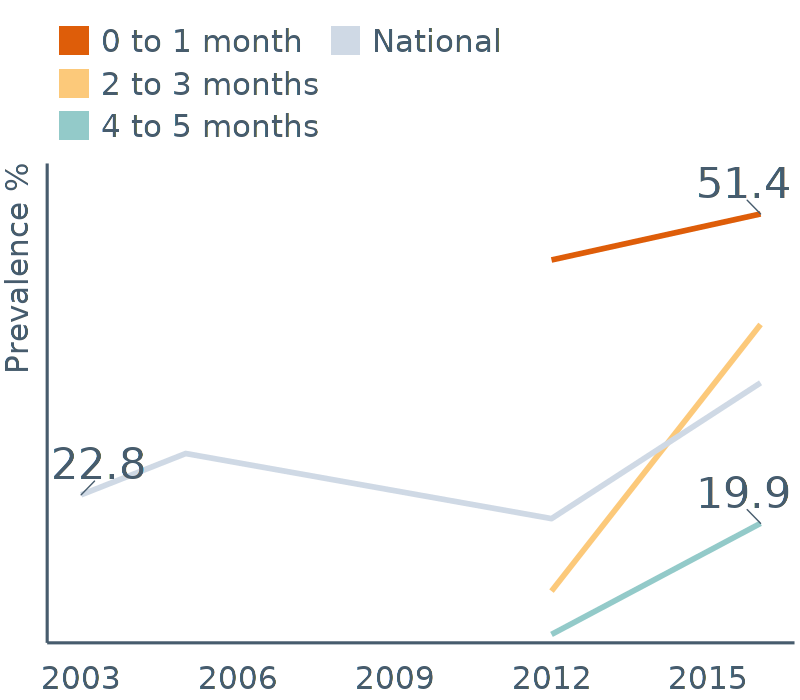 0 to 1 month
National
2 to 3 months
4 to 5 months
Prevalence %
51.4
22.8
19.9
2003 2006 2009 2012 2015